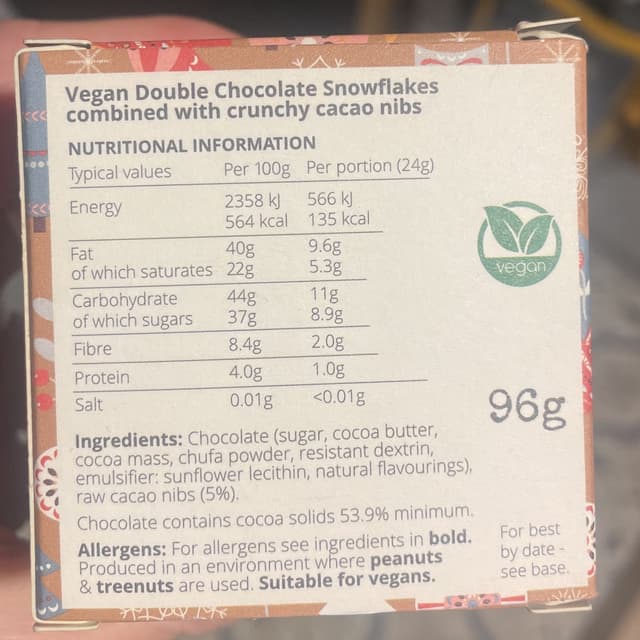 Vegan Double Chocolate Snowflakes
combined with crunchy cacao nibs
NUTRITIONAL INFORMATION
Typical values Per 100g Per portion (24g)
Energy 2358 kJ 566 kJ
564 kcal 135 kcal
Fat 40g 9.6g
of which saturates 22g 5.3g
Carbohydrate 44g 11g
of which sugars 37g 8.9g
Fibre 8.4g 2.0g
Protein 4.0g 1.0g
Salt 0.01g <0.01g
vegan
96g
Ingredients: Chocolate (sugar, cocoa butter,
cocoa mass, chufa powder, resistant dextrin,
emulsifier: sunflower lecithin, natural flavourings),
raw cacao nibs (5%).
Chocolate contains cocoa solids 53.9% minimum.
Allergens: For allergens see ingredients in bold.
Produced in an environment where peanuts
& treenuts are used. Suitable for vegans.
For best
by date -
see base.